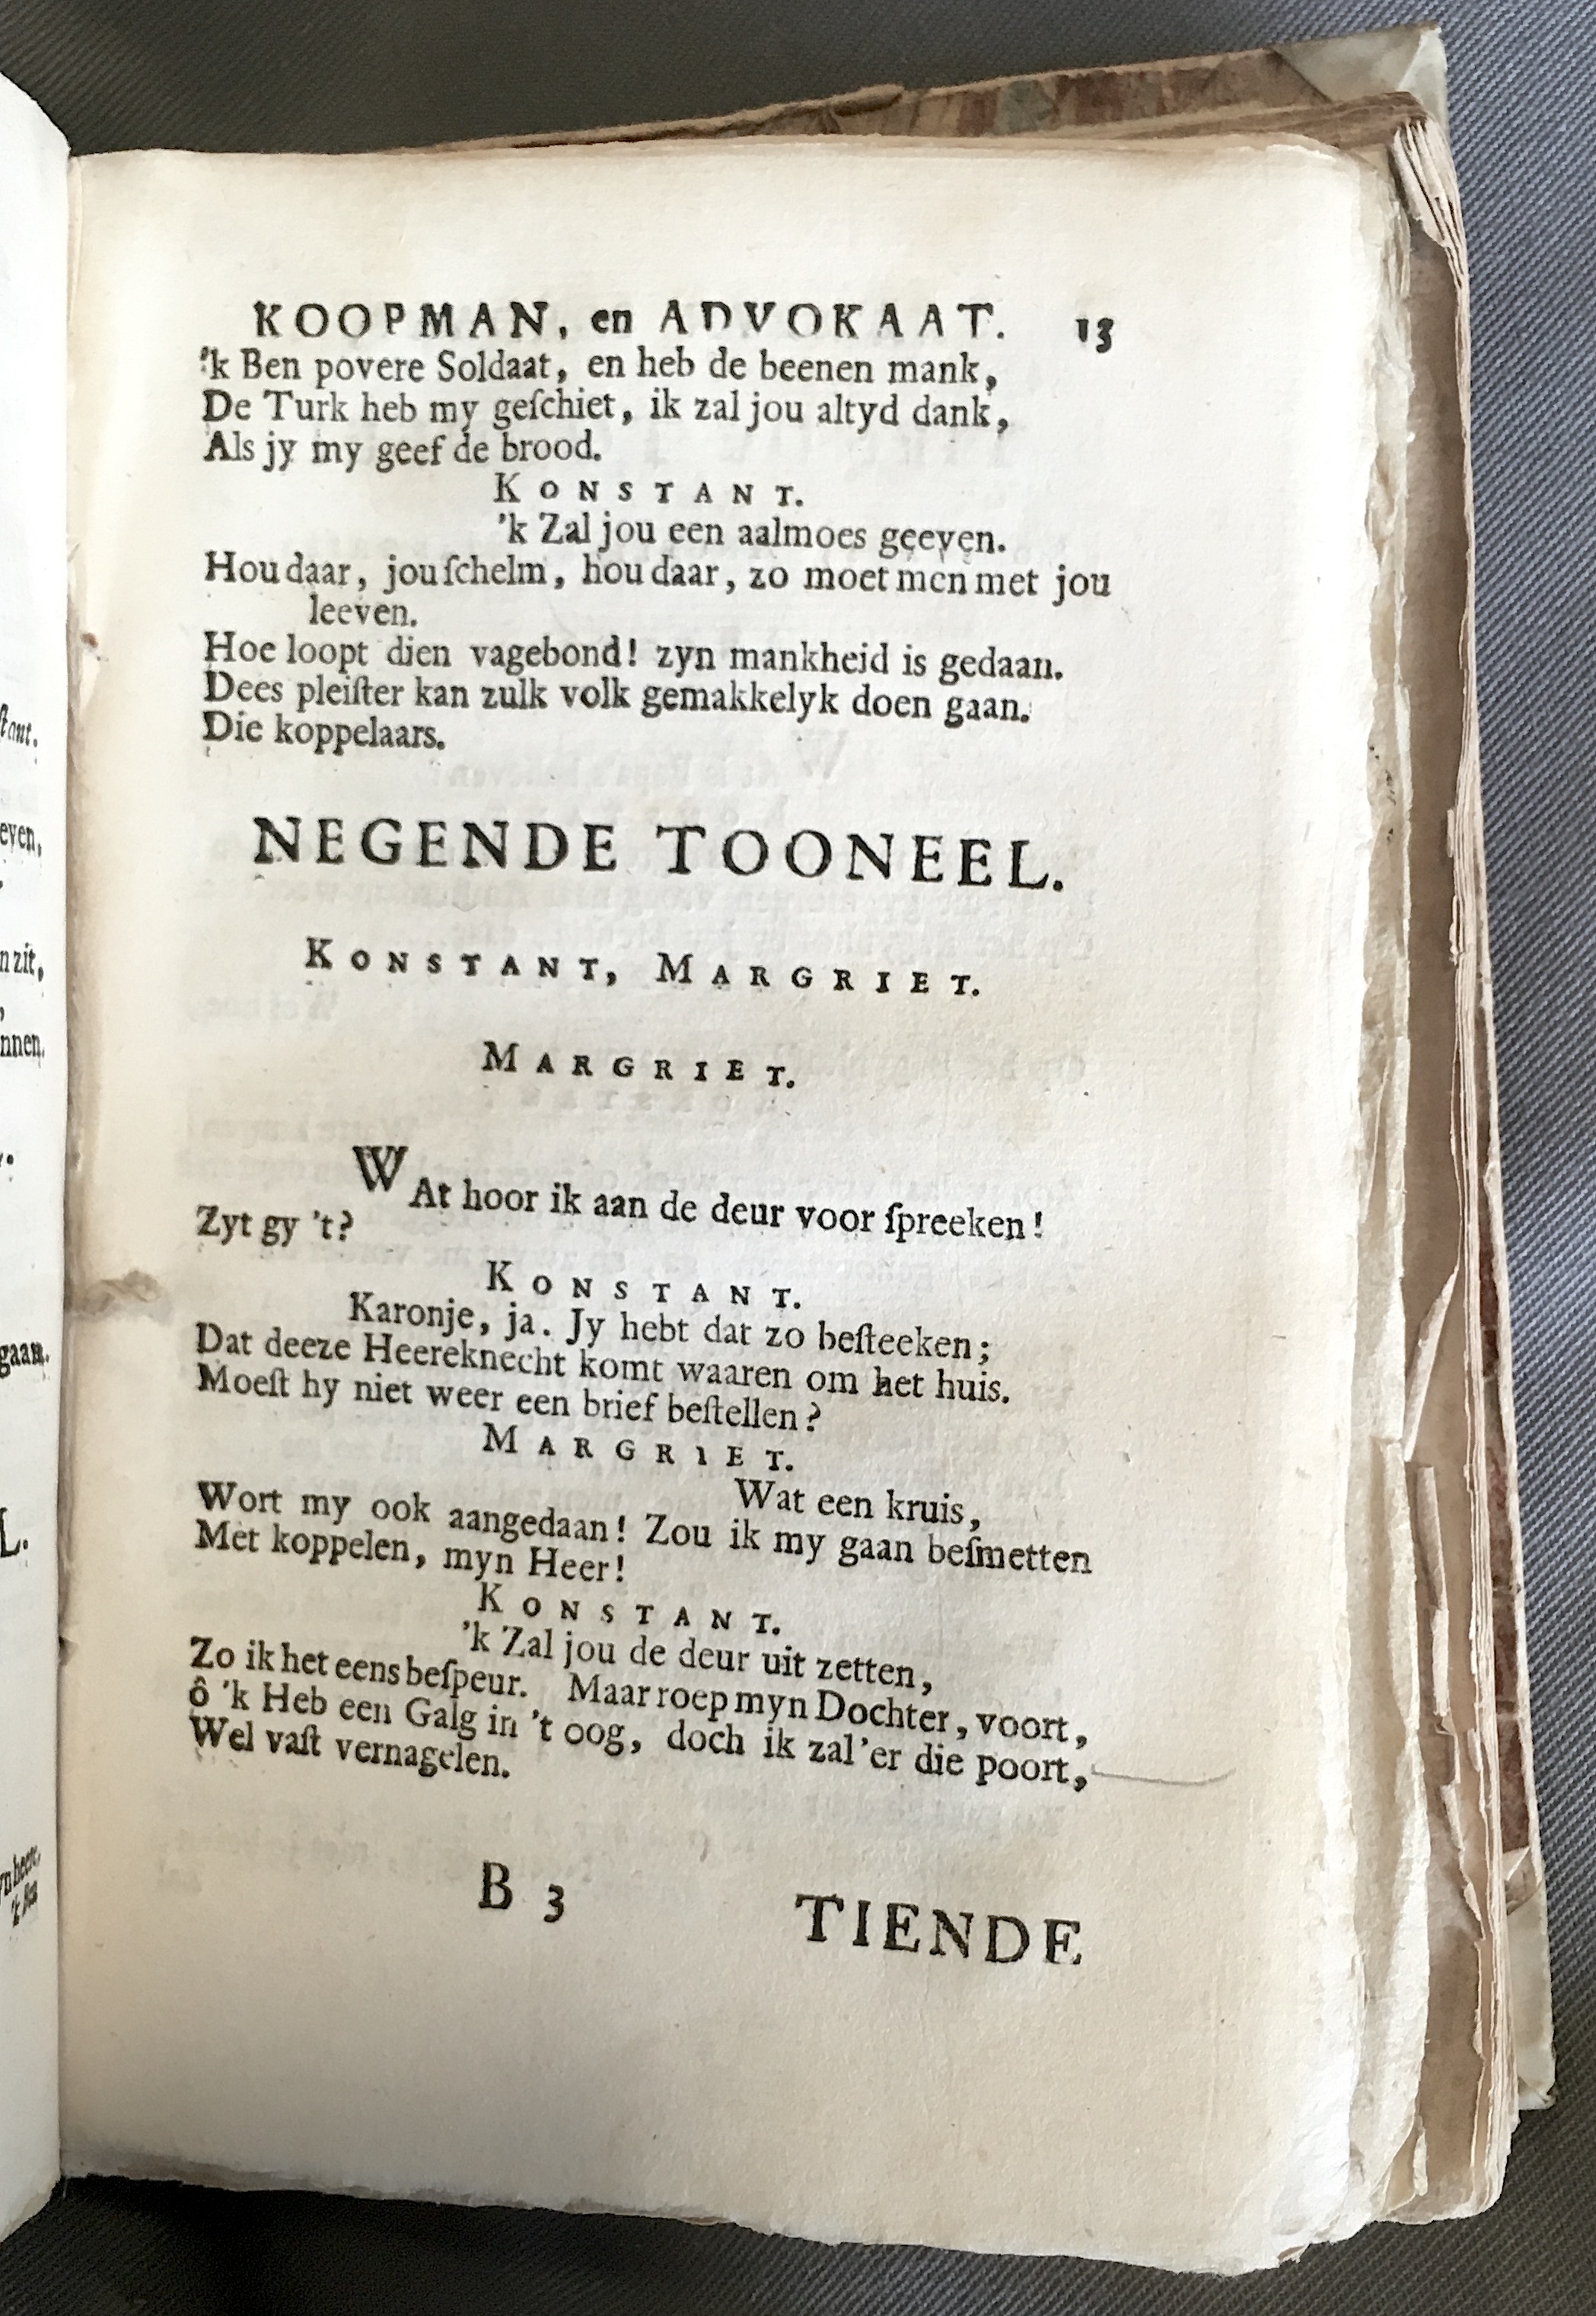 KOOPMAN, en ADVOKAAT. 13
'k Ben povere Soldaat, en heb de beenen mank,
De Turk heb my geſchiet, ik zal jou altyd dank,
Als jy my geef de brood.
KONSTANT.
'k Zal jou een aalmoes geeven.
Hou daar, jou ſchelm, hou daar, zo moet men met jou
leeven.
Hoe loopt dien vagebond! zyn mankheid is gedaan.
Dees pleiſter kan zulk volk gemakkelyk doen gaan.
Die koppelaars.
NEGENDE TOONEEL.
KONSTANT, MARGRIET.
MARGRIET.
WAt hoor ik aan de deur voor ſpreeken!
Zyt gy 't?
KONSTANT.
Karonje, ja. Jy hebt dat zo beſteeken;
Dat deeze Heereknecht komt waaren om het huis.
Moeſt hy niet weer een brief beſtellen?
MARGRIET.
Wat een kruis,
Wort my ook aangedaan! Zou ik my gaan beſmetten
Met koppelen, myn Heer!
KONSTANT.
'k Zal jou de deur uit zetten,
Zo ik het eens beſpeur. Maar roep myn Dochter, voort,
ô 'k Heb een Galg in 't oog, doch ik zal 'er die poort,
Wel vaſt vernagelen.
B 3 TIENDE